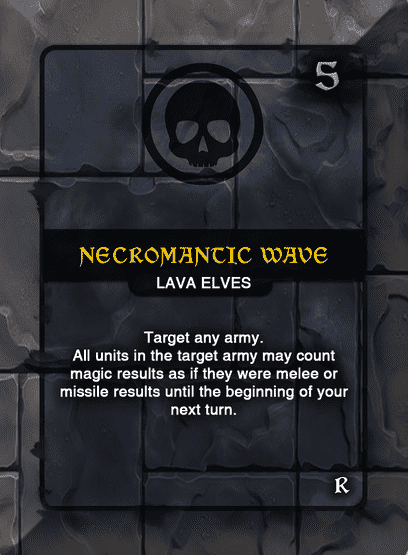 5
NECROMANTIC WAVE
LAVA ELVES
Target any army.
All units in the target army may count
magic results as if they were melee or
missile results until the beginning of your
next turn.
R